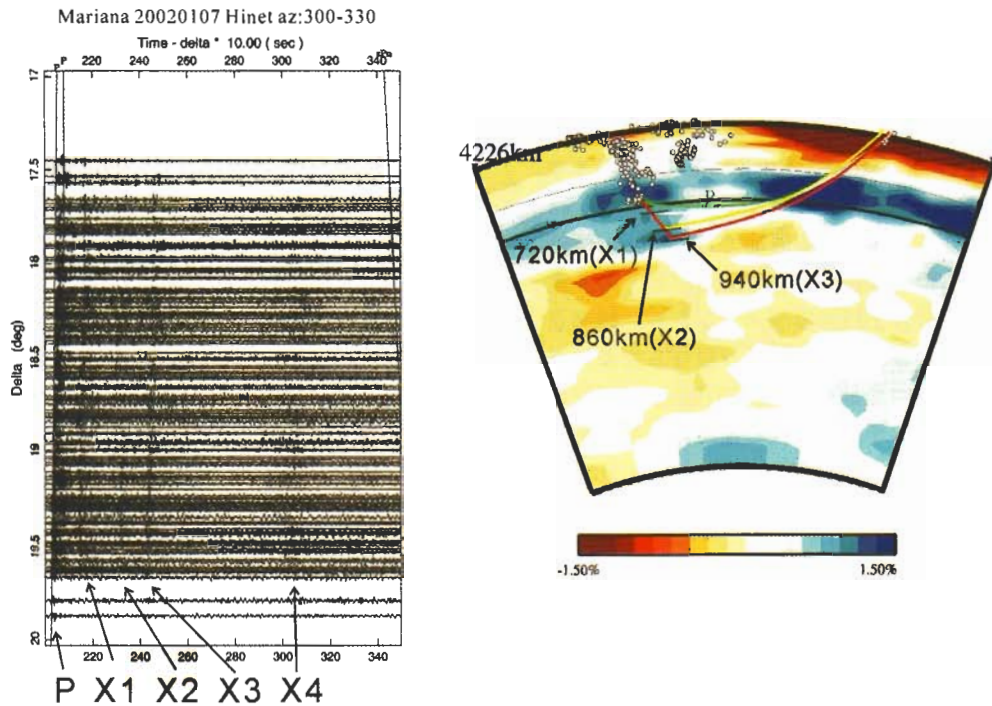 Mariana 20020107 Hinet az:300-330
Time - delta * 10.00 ( sec )
P P 220 240 260 280 300 320 340
17
17.5
18
18.5
19
19.5
20
Delta (deg)
220 240 260 280 300 320 340
P X1 X2 X3 X4
4226km
P
720km(X1)
940km(X3)
860km(X2)
-1.50% 1.50%